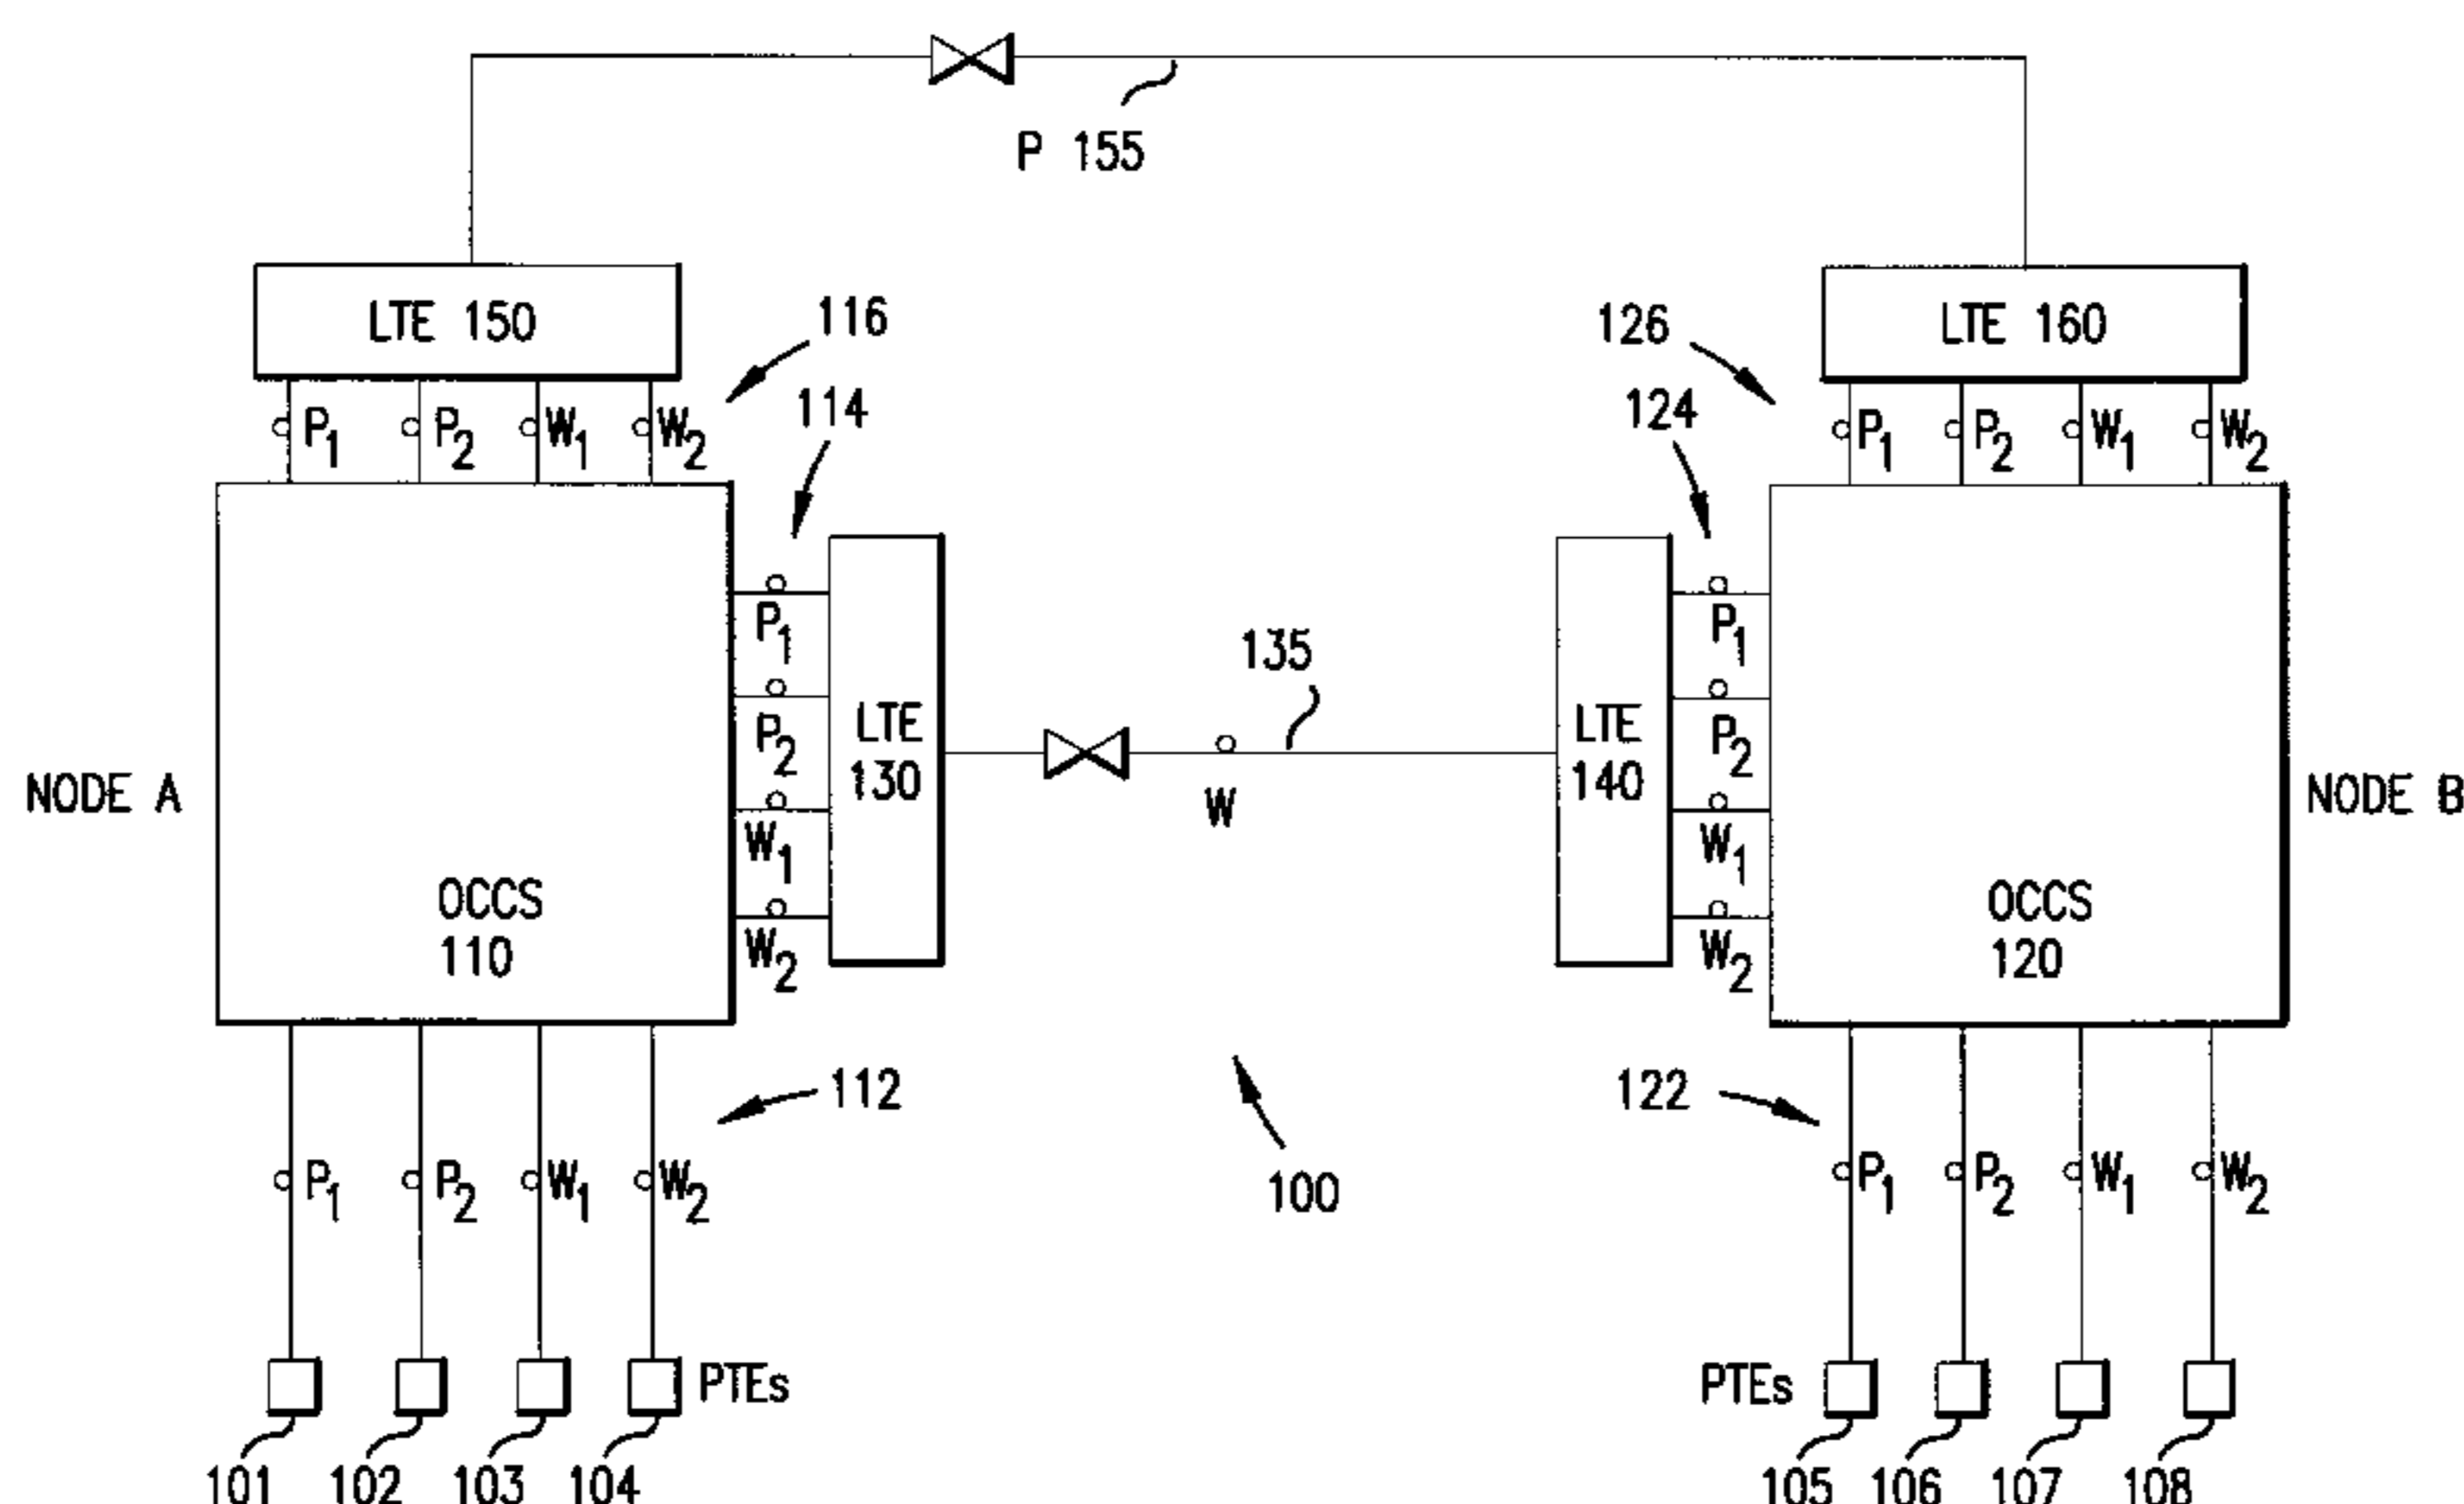 P 155
LTE 150
116
126
LTE 160
114
124
P1 P2 W1 W2
P1 P2 W1 W2
P1
P2
W1
W2
LTE
130
135
W
LTE
140
P1
P2
W1
W2
NODE A
NODE B
OCCS
110
OCCS
120
112
122
100
P1 P2 W1 W2
P1 P2 W1 W2
PTEs
PTEs
101 102 103 104
105 106 107 108